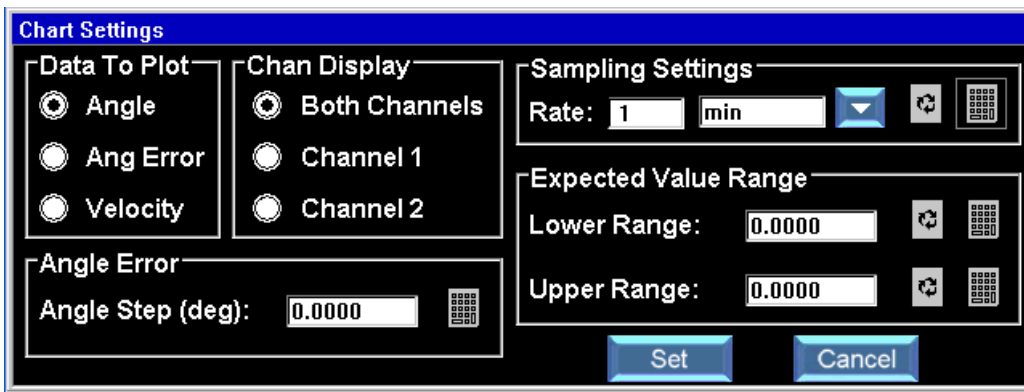 Chart Settings
Data To Plot
Angle
Ang Error
Velocity
Chan Display
Both Channels
Channel 1
Channel 2
Angle Error
Angle Step (deg): 0.0000
Sampling Settings
Rate: 1 min
Expected Value Range
Lower Range: 0.0000
Upper Range: 0.0000
Set Cancel